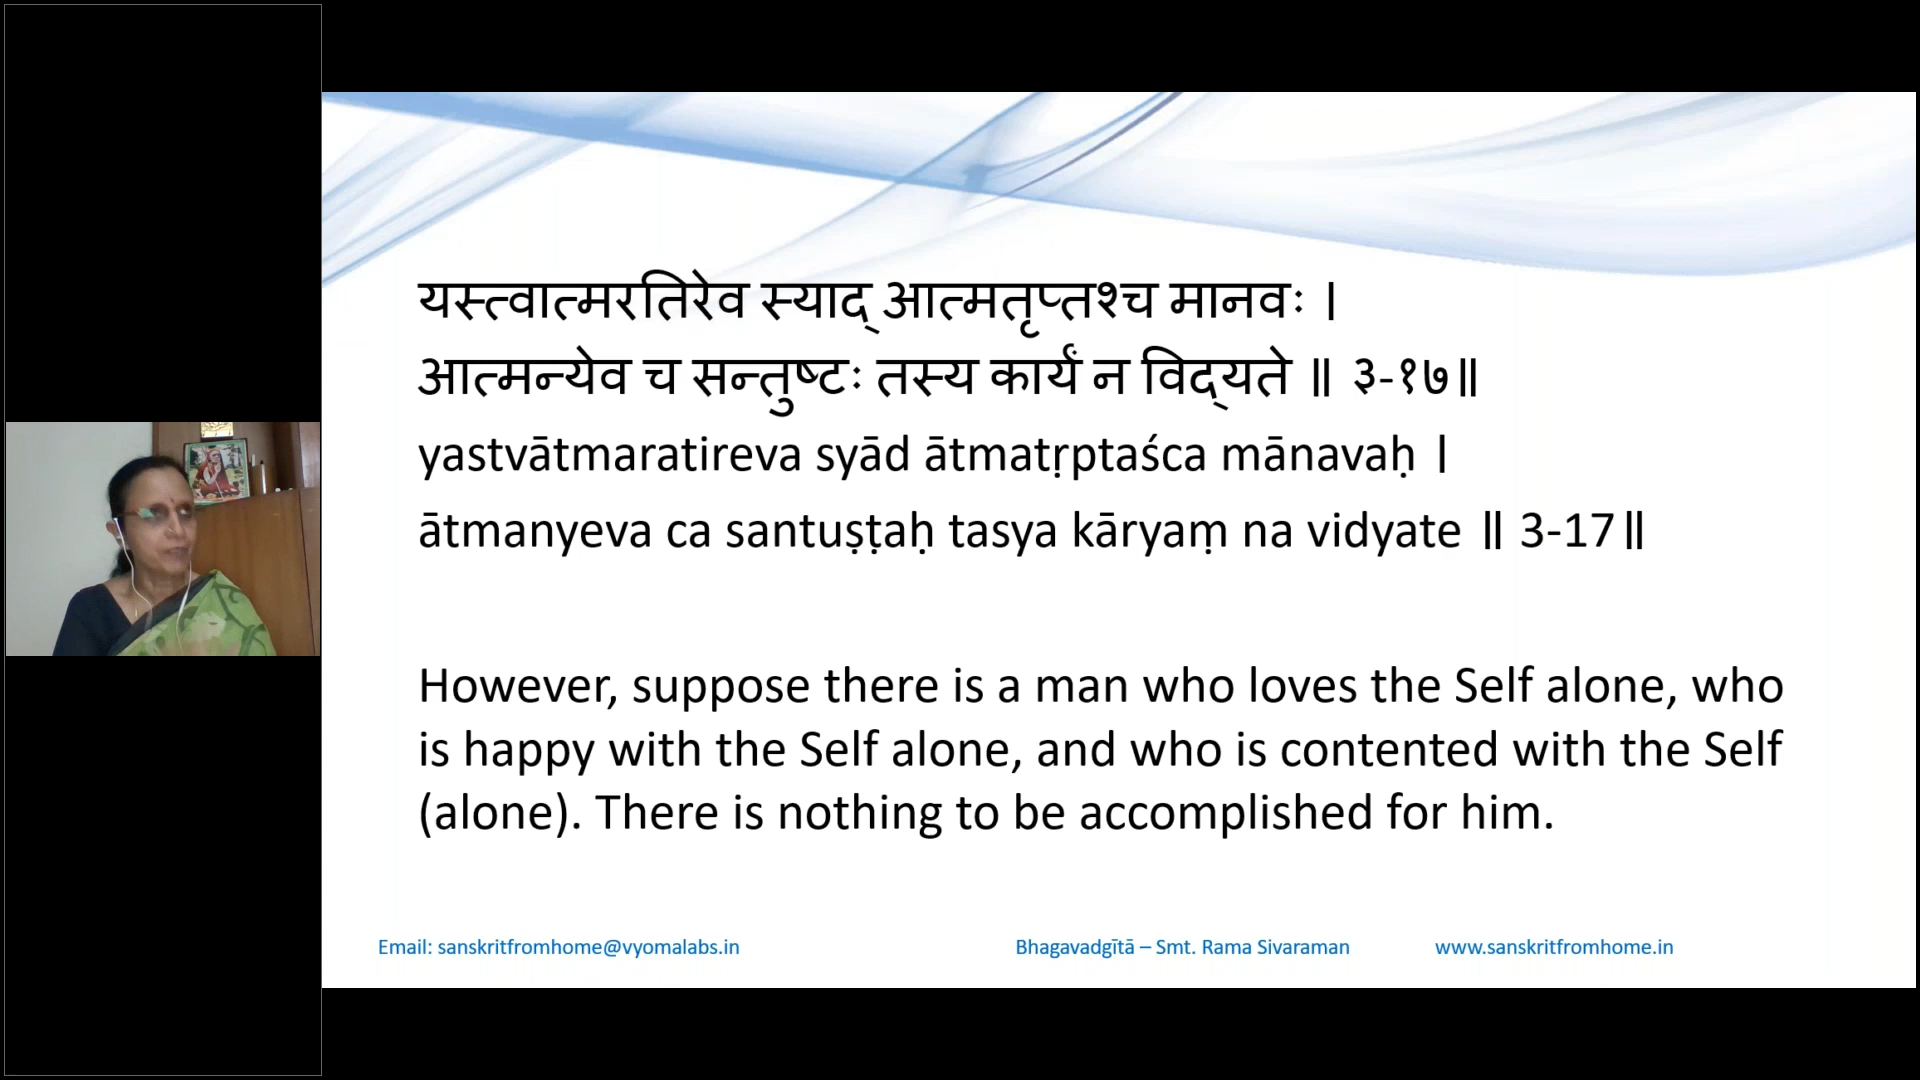 यस्त्वात्मरतिरेव स्याद् आत्मतृप्तश्च मानवः ।
आत्मन्येव च सन्तुष्टः तस्य कार्यं न विद्यते ॥ ३-१७॥
yastvātmaratireva syād ātmatṛptaśca mānavaḥ ।
ātmanyeva ca santuṣṭaḥ tasya kāryaṃ na vidyate ॥ 3-17॥
However, suppose there is a man who loves the Self alone, who
is happy with the Self alone, and who is contented with the Self
(alone). There is nothing to be accomplished for him.
Email: sanskritfromhome@vyomalabs.in Bhagavadgītā – Smt. Rama Sivaraman www.sanskritfromhome.in